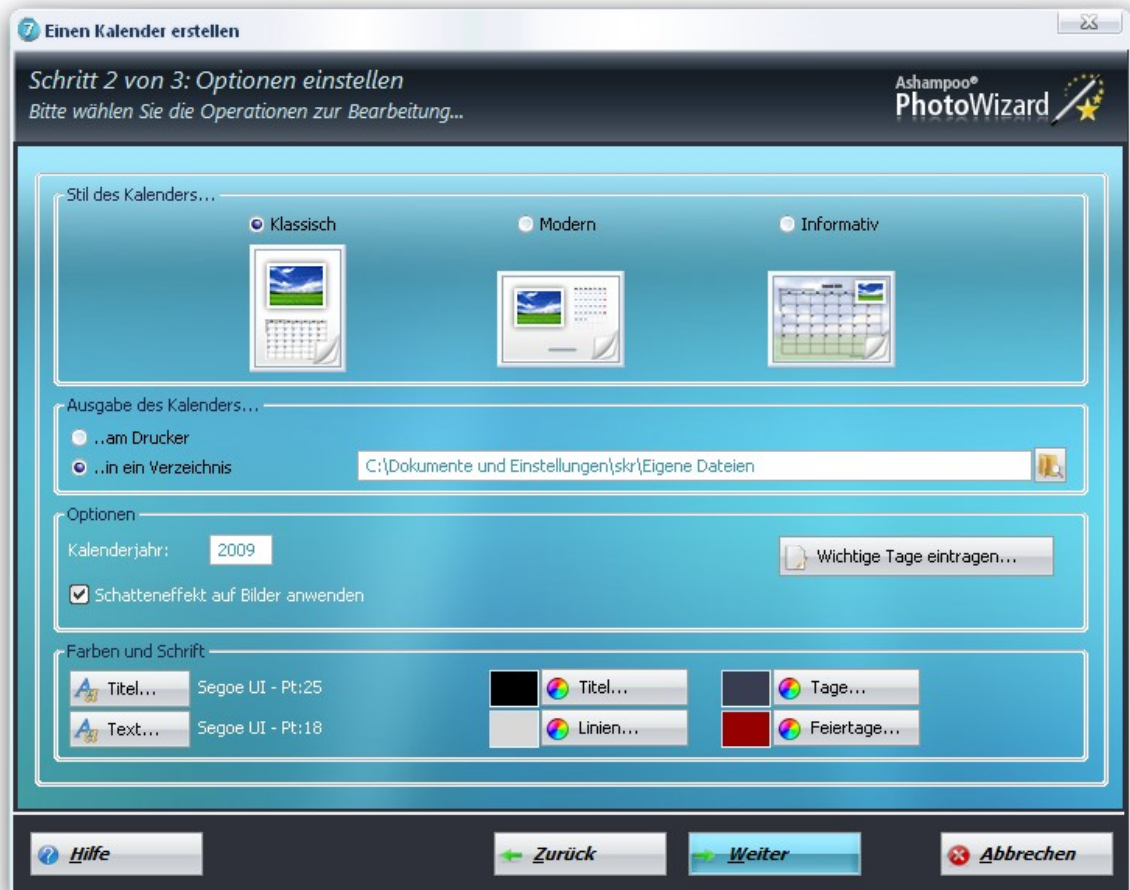 7 Einen Kalender erstellen
Schritt 2 von 3: Optionen einstellen
Bitte wählen Sie die Operationen zur Bearbeitung...
Ashampoo®
PhotoWizard
Stil des Kalenders...
Klassisch
Modern
Informativ
Ausgabe des Kalenders...
..am Drucker
..in ein Verzeichnis
C:\Dokumente und Einstellungen\skr\Eigene Dateien
Optionen
Kalenderjahr:
2009
Wichtige Tage eintragen...
Schatteneffekt auf Bilder anwenden
Farben und Schrift
Titel...
Segoe UI - Pt:25
Titel...
Tage...
Text...
Segoe UI - Pt:18
Linien...
Feiertage...
Hilfe
Zurück
Weiter
Abbrechen